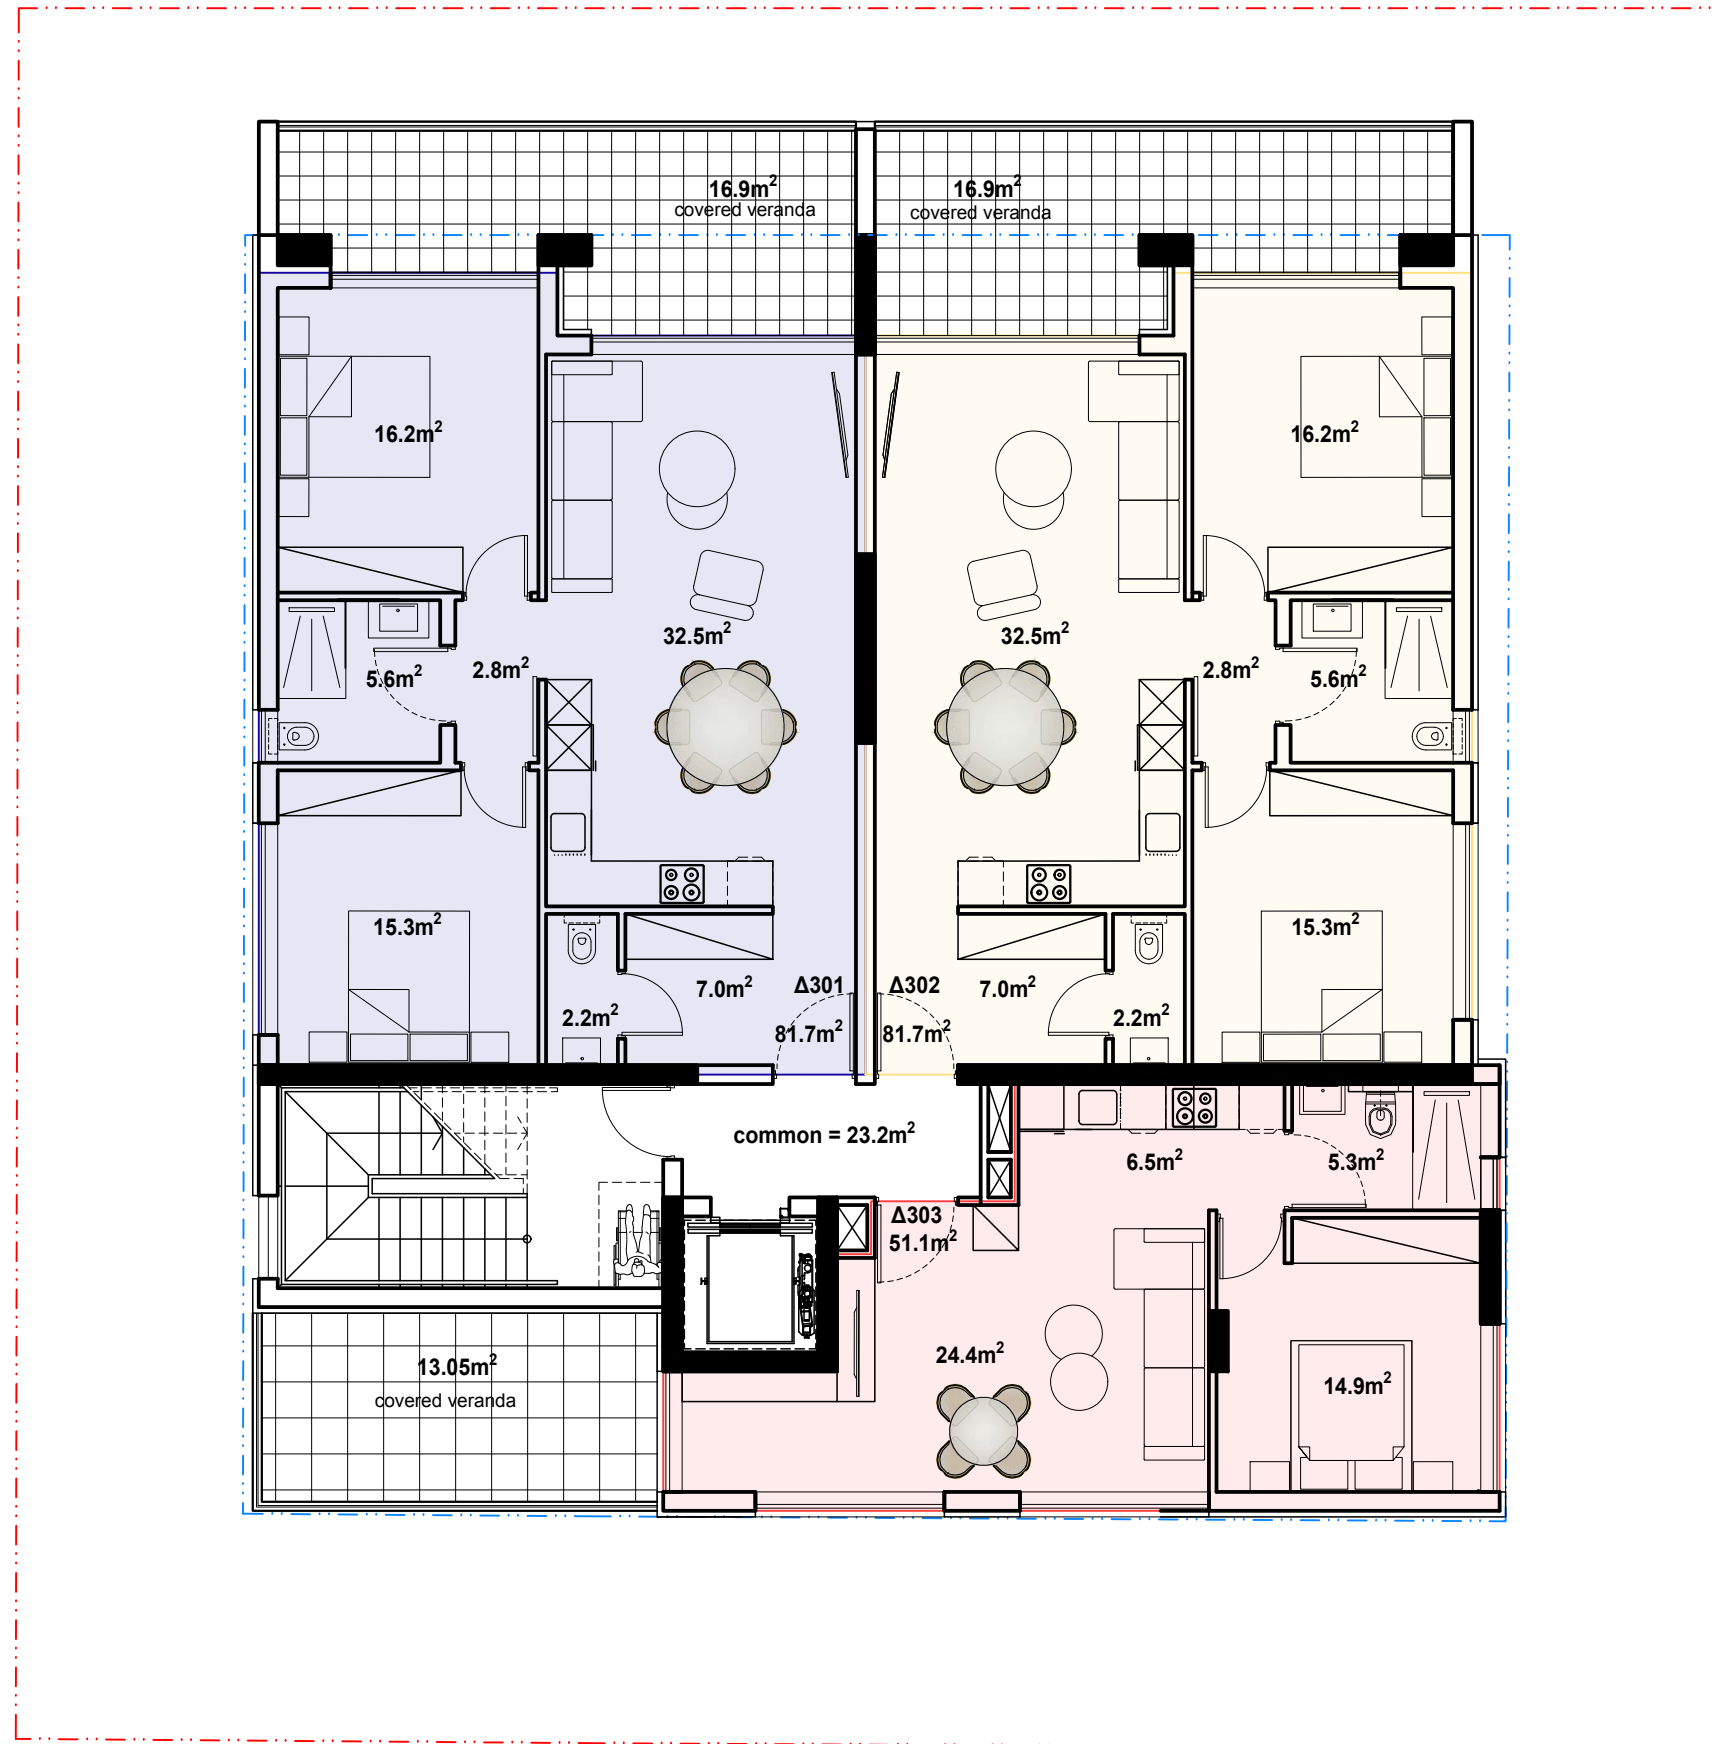 16.9m²
covered veranda
16.9m²
covered veranda
16.2m²
16.2m²
32.5m²
32.5m²
5.6m²
2.8m²
2.8m²
5.6m²
15.3m²
15.3m²
7.0m²
Δ301
Δ302
7.0m²
2.2m²
81.7m²
81.7m²
2.2m²
common = 23.2m²
6.5m²
5.3m²
Δ303
51.1m²
24.4m²
13.05m²
covered veranda
14.9m²